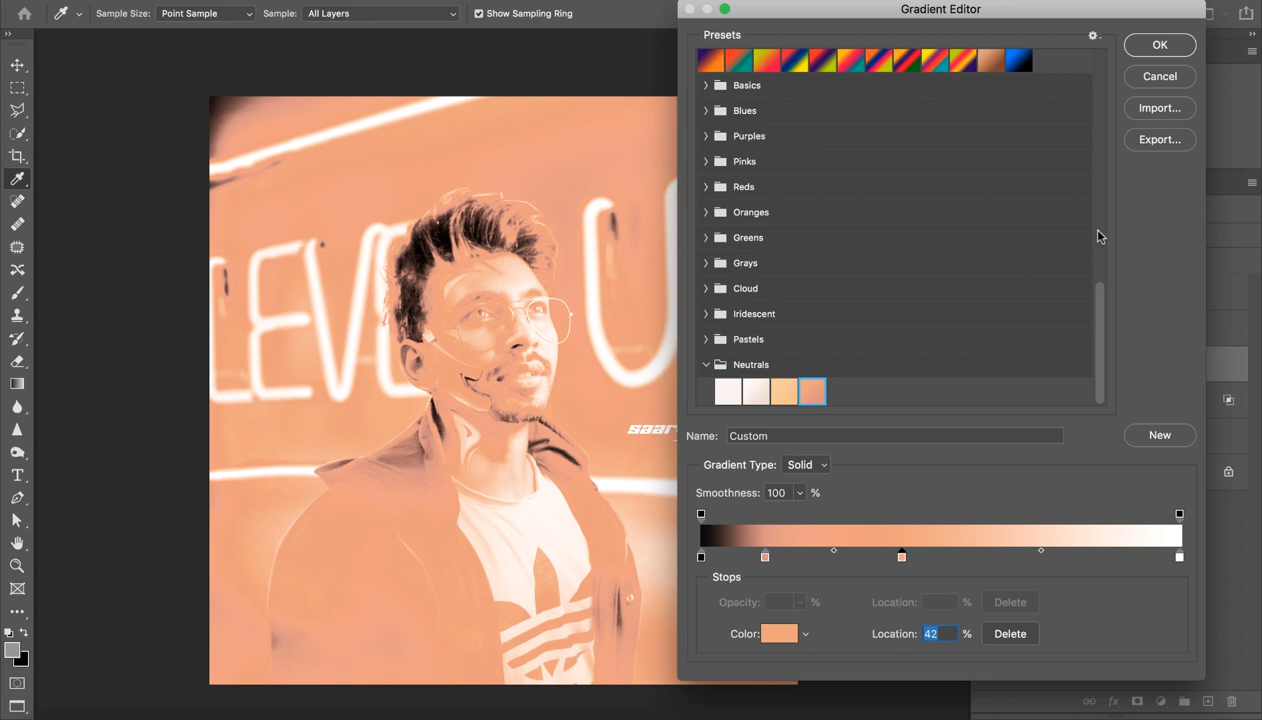 Sample Size: Point Sample Sample: All Layers Show Sampling Ring
Gradient Editor
Presets
OK
Cancel
Import...
Export...
Basics
Blues
Purples
Pinks
Reds
Oranges
Greens
Grays
Cloud
Iridescent
Pastels
Neutrals
LEVE U
saar
Name: Custom
New
Gradient Type: Solid
Smoothness: 100 %
Stops
Opacity: % Location: % Delete
Color: Location: 42 % Delete
fx